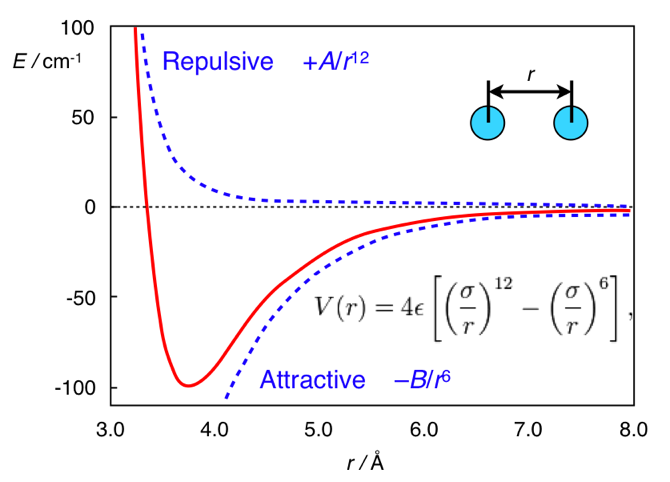 100
E / cm⁻¹
Repulsive +A/r¹²
r
50
0
-50
V(r) = 4ϵ [(σ/r)¹² − (σ/r)⁶],
-100
Attractive −B/r⁶
3.0 4.0 5.0 6.0 7.0 8.0
r / Å